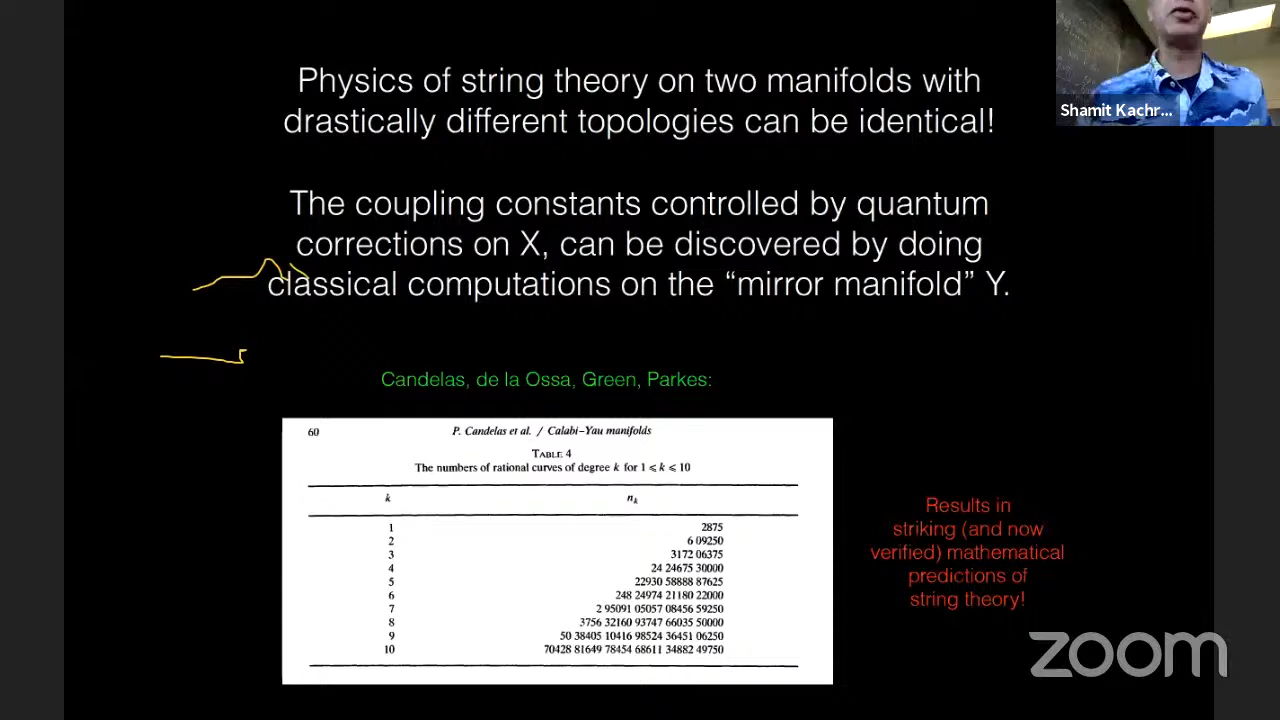 Physics of string theory on two manifolds with
drastically different topologies can be identical!
Shamit Kachr...
The coupling constants controlled by quantum
corrections on X, can be discovered by doing
classical computations on the “mirror manifold” Y.
Candelas, de la Ossa, Green, Parkes:
60 P. Candelas et al. / Calabi–Yau manifolds
TABLE 4
The numbers of rational curves of degree k for 1 ⩽ k ⩽ 10
k nk
1 2875
2 6 09250
3 3172 06375
4 24 24675 30000
5 22930 58888 87625
6 248 24974 21180 22000
7 2 95091 05057 08456 59250
8 3756 32160 93747 66035 50000
9 50 38405 10416 98524 36451 06250
10 70428 81649 78454 68611 34882 49750
Results in
striking (and now
verified) mathematical
predictions of
string theory!
zoom